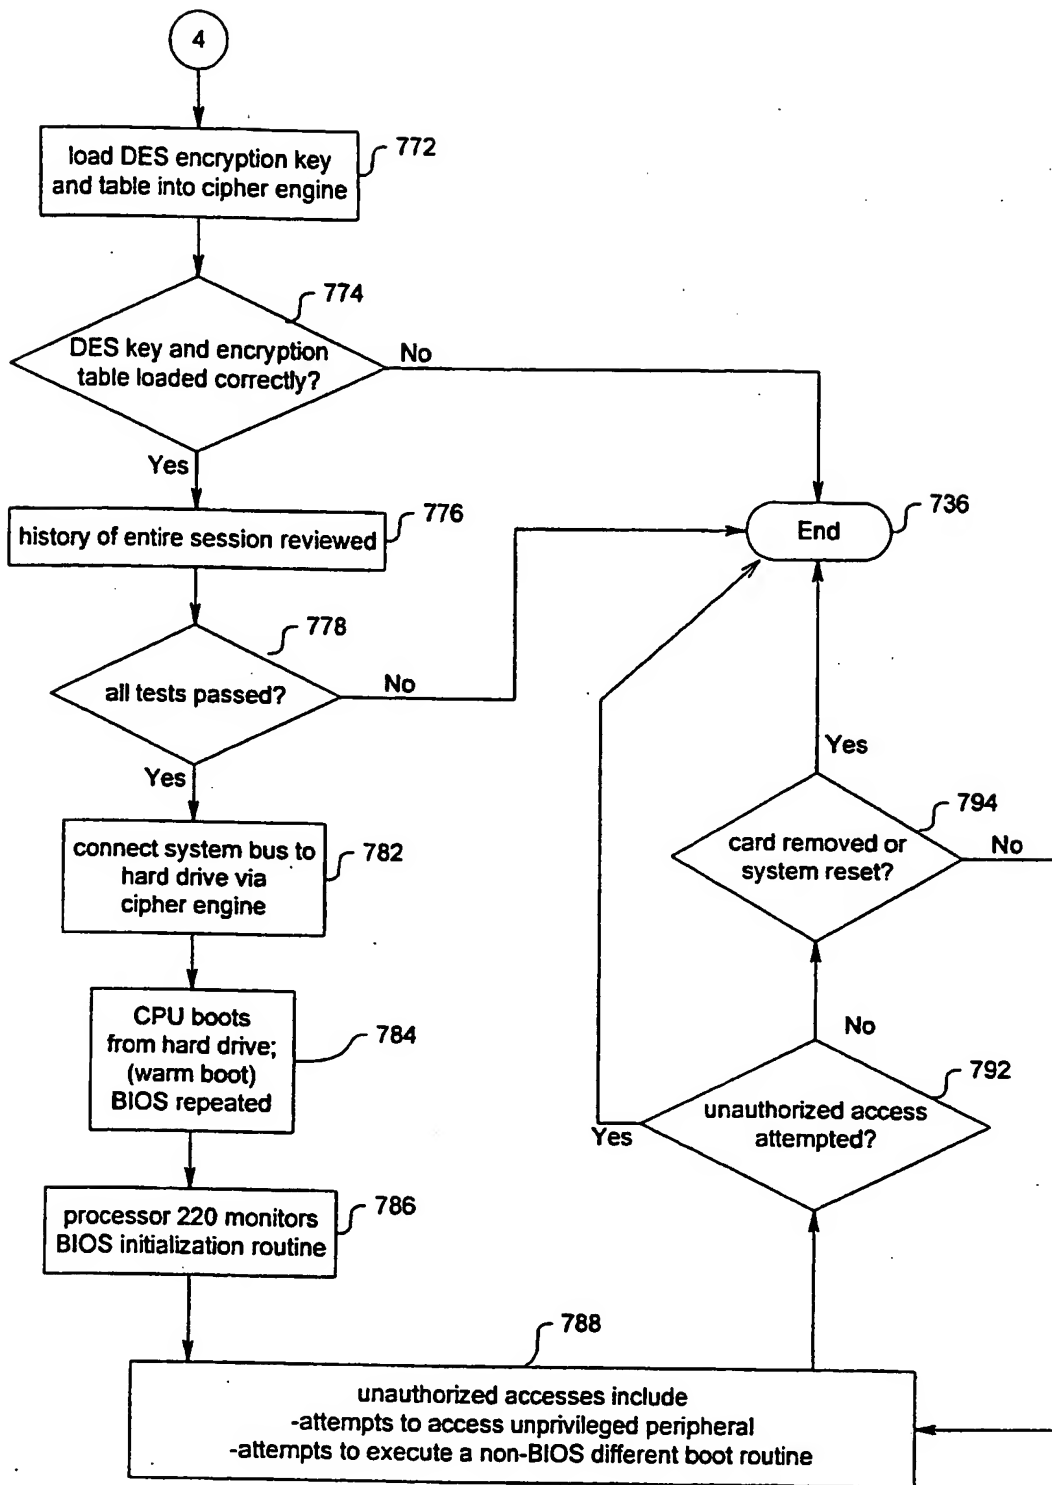 4
load DES encryption key
and table into cipher engine
772
774
DES key and encryption
table loaded correctly?
No
Yes
history of entire session reviewed
776
End
736
778
all tests passed?
No
Yes
connect system bus to
hard drive via
cipher engine
782
CPU boots
from hard drive;
(warm boot)
BIOS repeated
784
processor 220 monitors
BIOS initialization routine
786
Yes
794
card removed or
system reset?
No
No
792
unauthorized access
attempted?
Yes
788
unauthorized accesses include
-attempts to access unprivileged peripheral
-attempts to execute a non-BIOS different boot routine